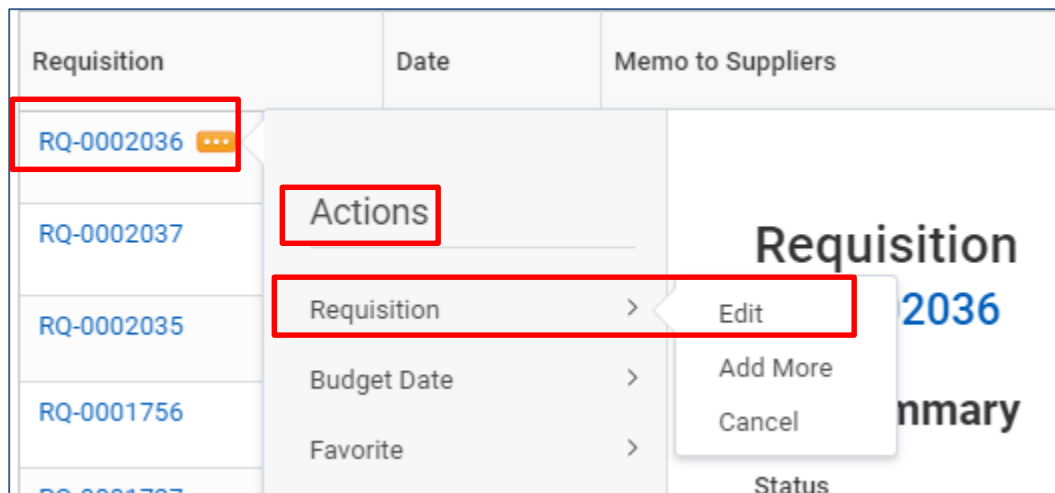 Requisition Date Memo to Suppliers
RQ-0002036
RQ-0002037
RQ-0002035
RQ-0001756
Actions
Requisition
Budget Date
Favorite
Edit
Add More
Cancel
Requisition
2036
mmary
Status